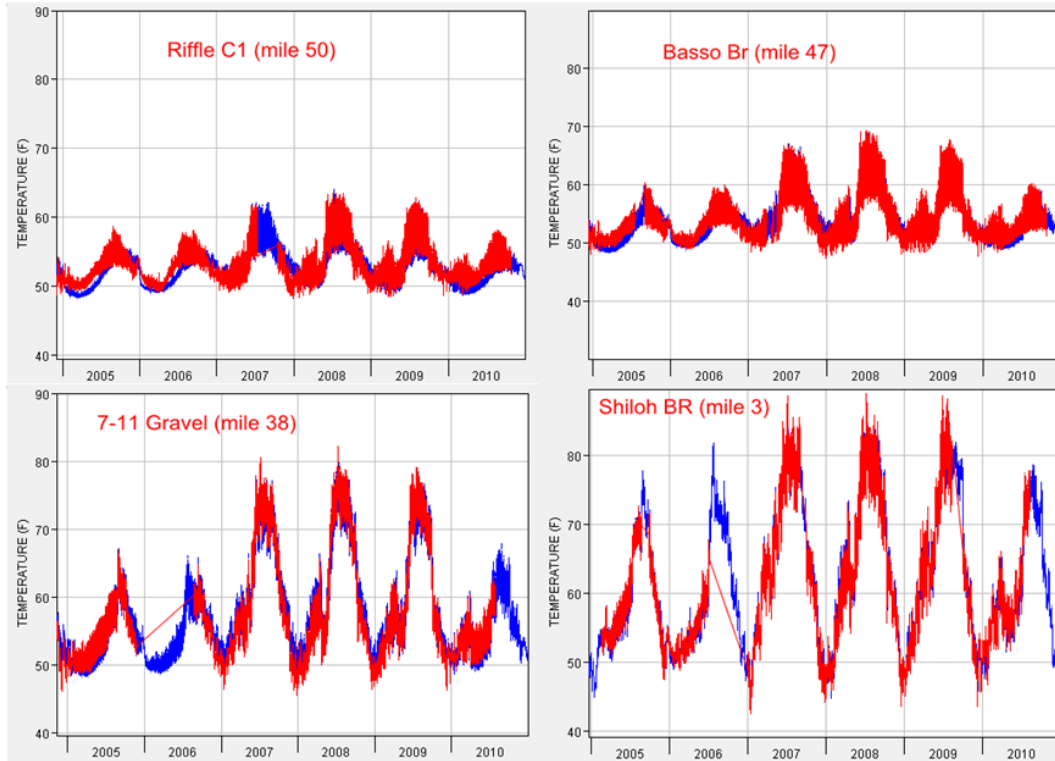 Riffle C1 (mile 50)
TEMPERATURE (F)
90
80
70
60
50
40
2005 2006 2007 2008 2009 2010
Basso Br (mile 47)
TEMPERATURE (F)
80
70
60
50
40
2005 2006 2007 2008 2009 2010
7-11 Gravel (mile 38)
TEMPERATURE (F)
90
80
70
60
50
40
2005 2006 2007 2008 2009 2010
Shiloh BR (mile 3)
TEMPERATURE (F)
80
70
60
50
40
2005 2006 2007 2008 2009 2010